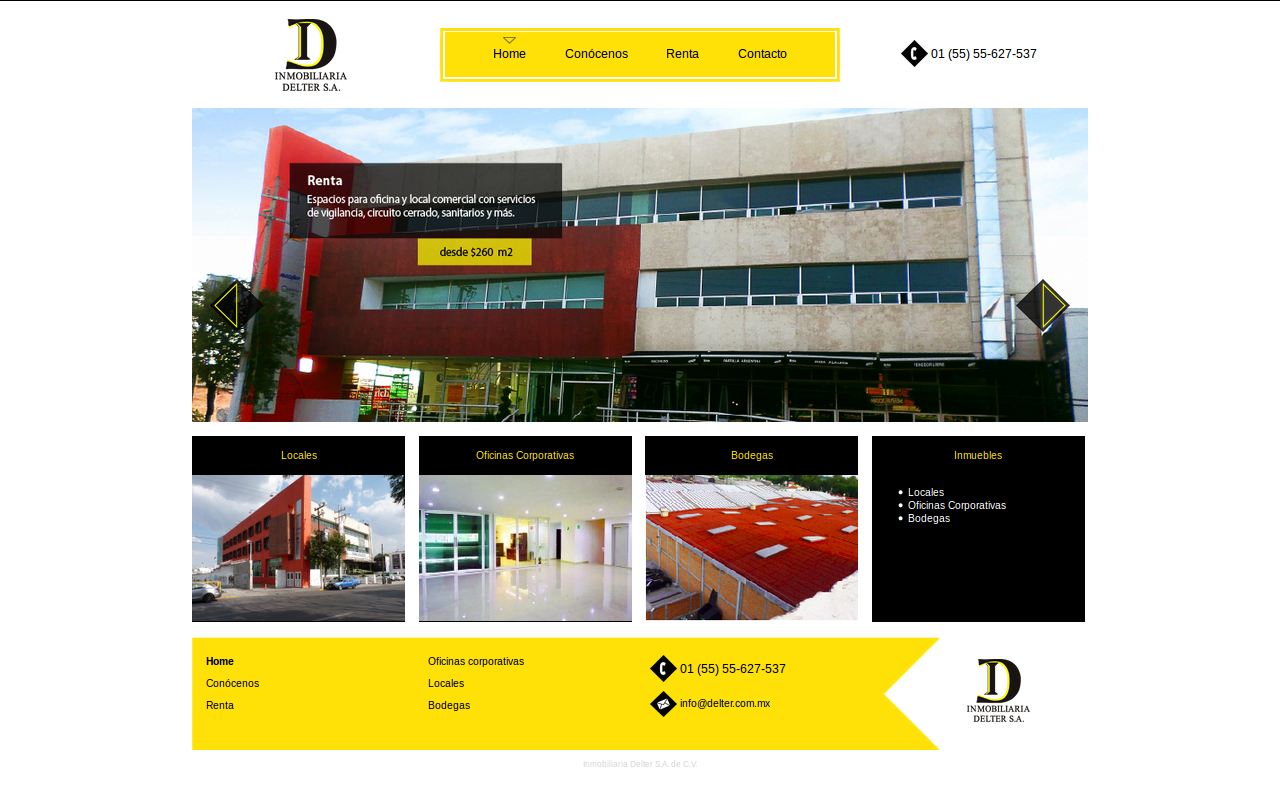 D
INMOBILIARIA
DELTER S.A.
Home
Conócenos
Renta
Contacto
01 (55) 55-627-537
Renta
Espacios para oficina y local comercial con servicios
de vigilancia, circuito cerrado, sanitarios y más.
desde $260 m2
Locales
Oficinas Corporativas
Bodegas
Inmuebles
Locales
Oficinas Corporativas
Bodegas
Home
Conócenos
Renta
Oficinas corporativas
Locales
Bodegas
01 (55) 55-627-537
info@delter.com.mx
D
INMOBILIARIA
DELTER S.A.
Inmobiliaria Delter S.A. de C.V.